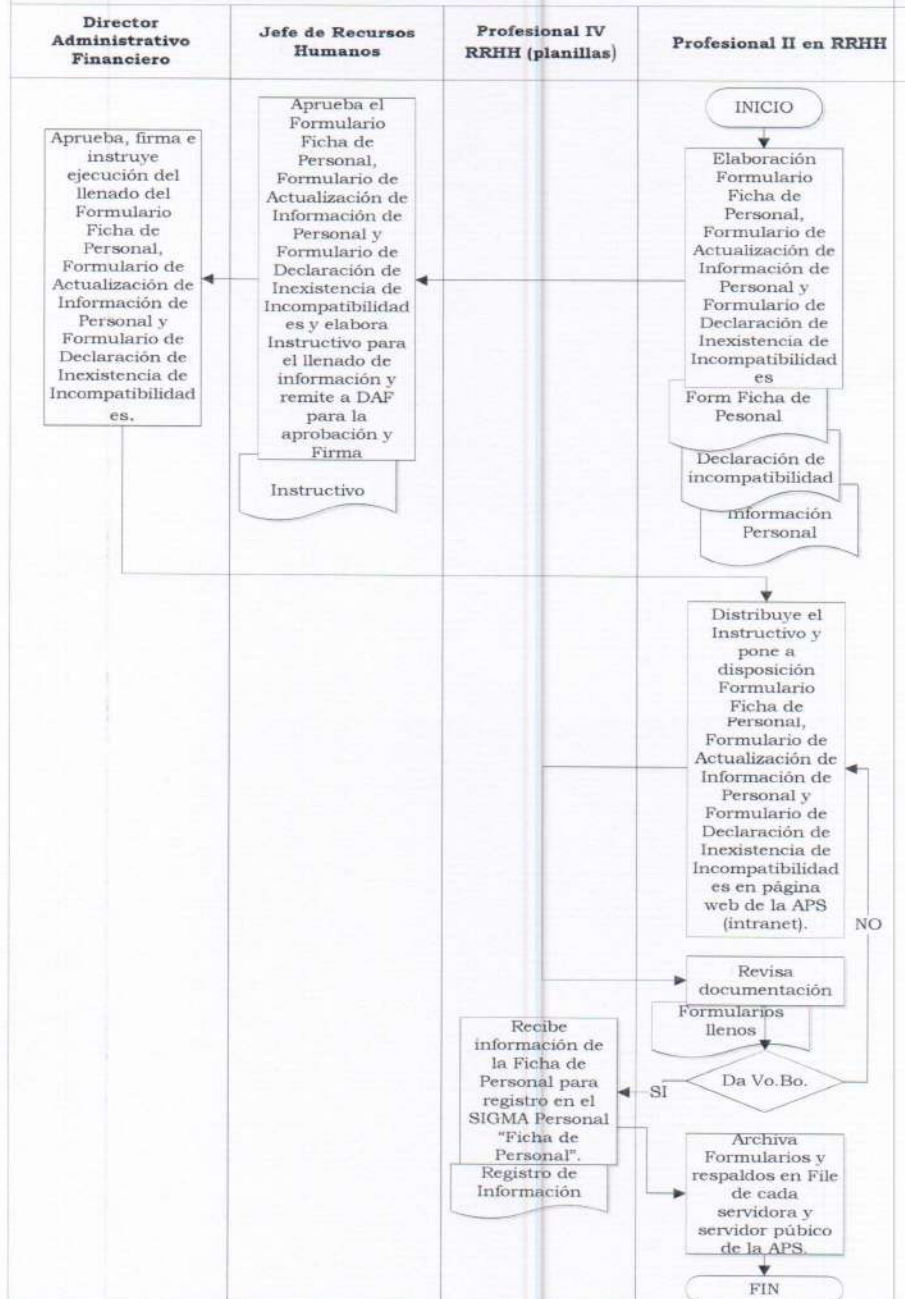 Director
Administrativo
Financiero
Jefe de Recursos
Humanos
Profesional IV
RRHH (planillas)
Profesional II en RRHH
INICIO
Elaboración
Formulario
Ficha de
Personal,
Formulario de
Actualización de
Información de
Personal y
Formulario de
Declaración de
Inexistencia de
Incompatibilidad
es
Form Ficha de
Pesonal
Declaración de
incompatibilidad
Información
Personal
Aprueba el
Formulario
Ficha de
Personal,
Formulario de
Actualización de
Información de
Personal y
Formulario de
Declaración de
Inexistencia de
Incompatibilidad
es y elabora
Instructivo para
el llenado de
información y
remite a DAF
para la
aprobación y
Firma
Instructivo
Aprueba, firma e
instruye
ejecución del
llenado del
Formulario
Ficha de
Personal,
Formulario de
Actualización de
Información de
Personal y
Formulario de
Declaración de
Inexistencia de
Incompatibilidad
es.
Distribuye el
Instructivo y
pone a
disposición
Formulario
Ficha de
Personal,
Formulario de
Actualización de
Información de
Personal y
Formulario de
Declaración de
Inexistencia de
Incompatibilidad
es en página
web de la APS
(intranet).
NO
Revisa
documentación
Formularios
llenos
Da Vo.Bo.
SI
Recibe
información de
la Ficha de
Personal para
registro en el
SIGMA Personal
"Ficha de
Personal".
Registro de
Información
Archiva
Formularios y
respaldos en File
de cada
servidora y
servidor púbico
de la APS.
FIN